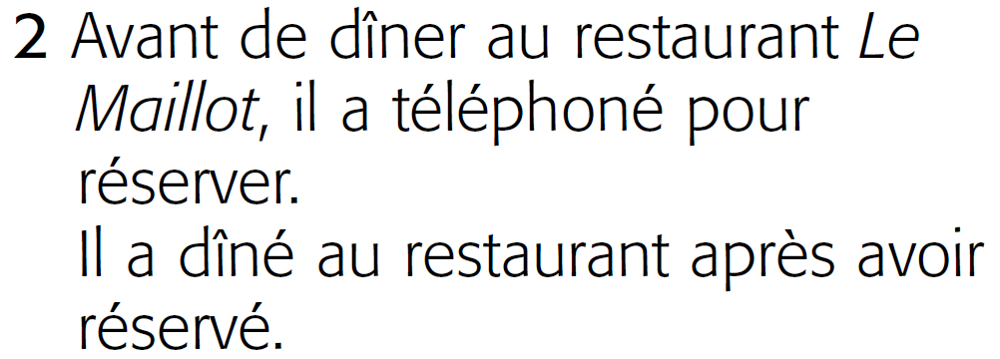 2 Avant de dîner au restaurant Le
Maillot, il a téléphoné pour
réserver.
Il a dîné au restaurant après avoir
réservé.